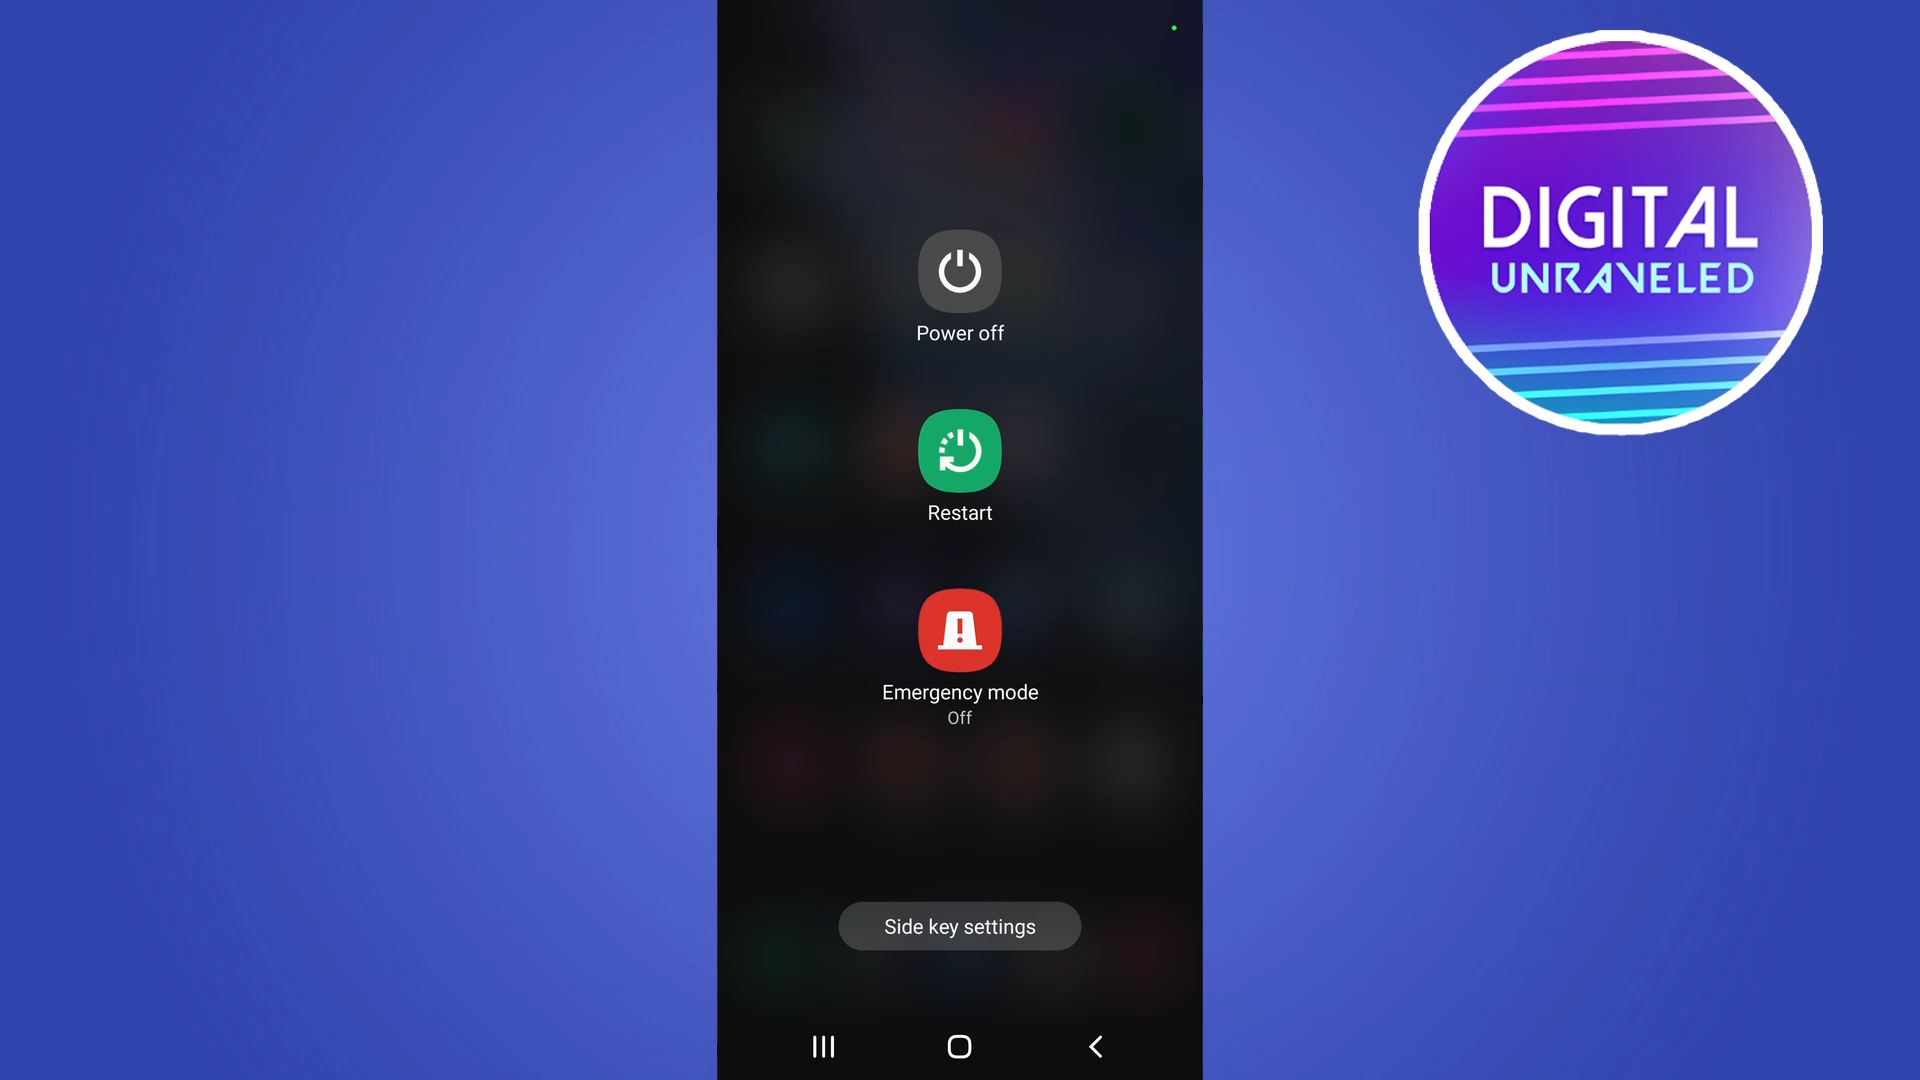 Power off
Restart
Emergency mode
Off
Side key settings
DIGITAL
UNRAVELED